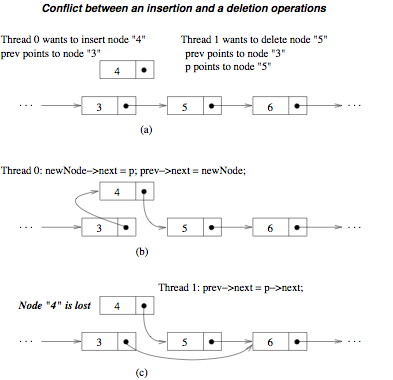 Conflict between an insertion and a deletion operations
Thread 0 wants to insert node "4"
prev points to node "3"
Thread 1 wants to delete node "5"
prev points to node "3"
p points to node "5"
4
... 3 5 6 ...
(a)
Thread 0: newNode->next = p; prev->next = newNode;
4
... 3 5 6 ...
(b)
Thread 1: prev->next = p->next;
Node "4" is lost 4
... 3 5 6 ...
(c)